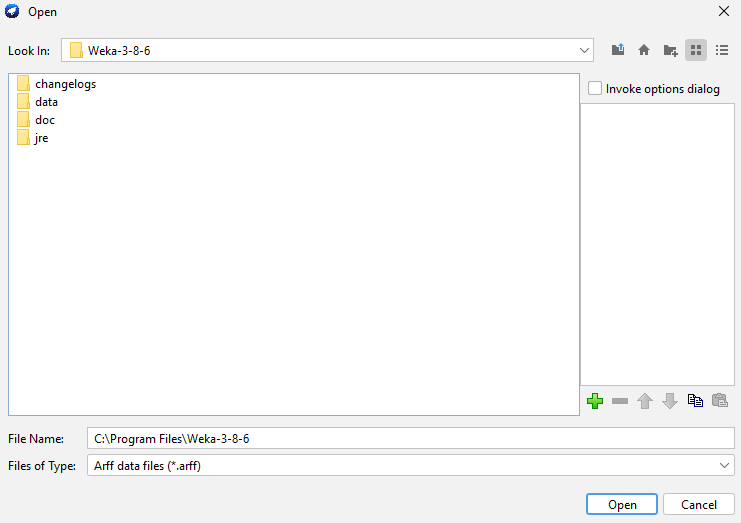 Open
Look In: Weka-3-8-6
changelogs
data
doc
jre
Invoke options dialog
File Name: C:\Program Files\Weka-3-8-6
Files of Type: Arff data files (*.arff)
Open Cancel